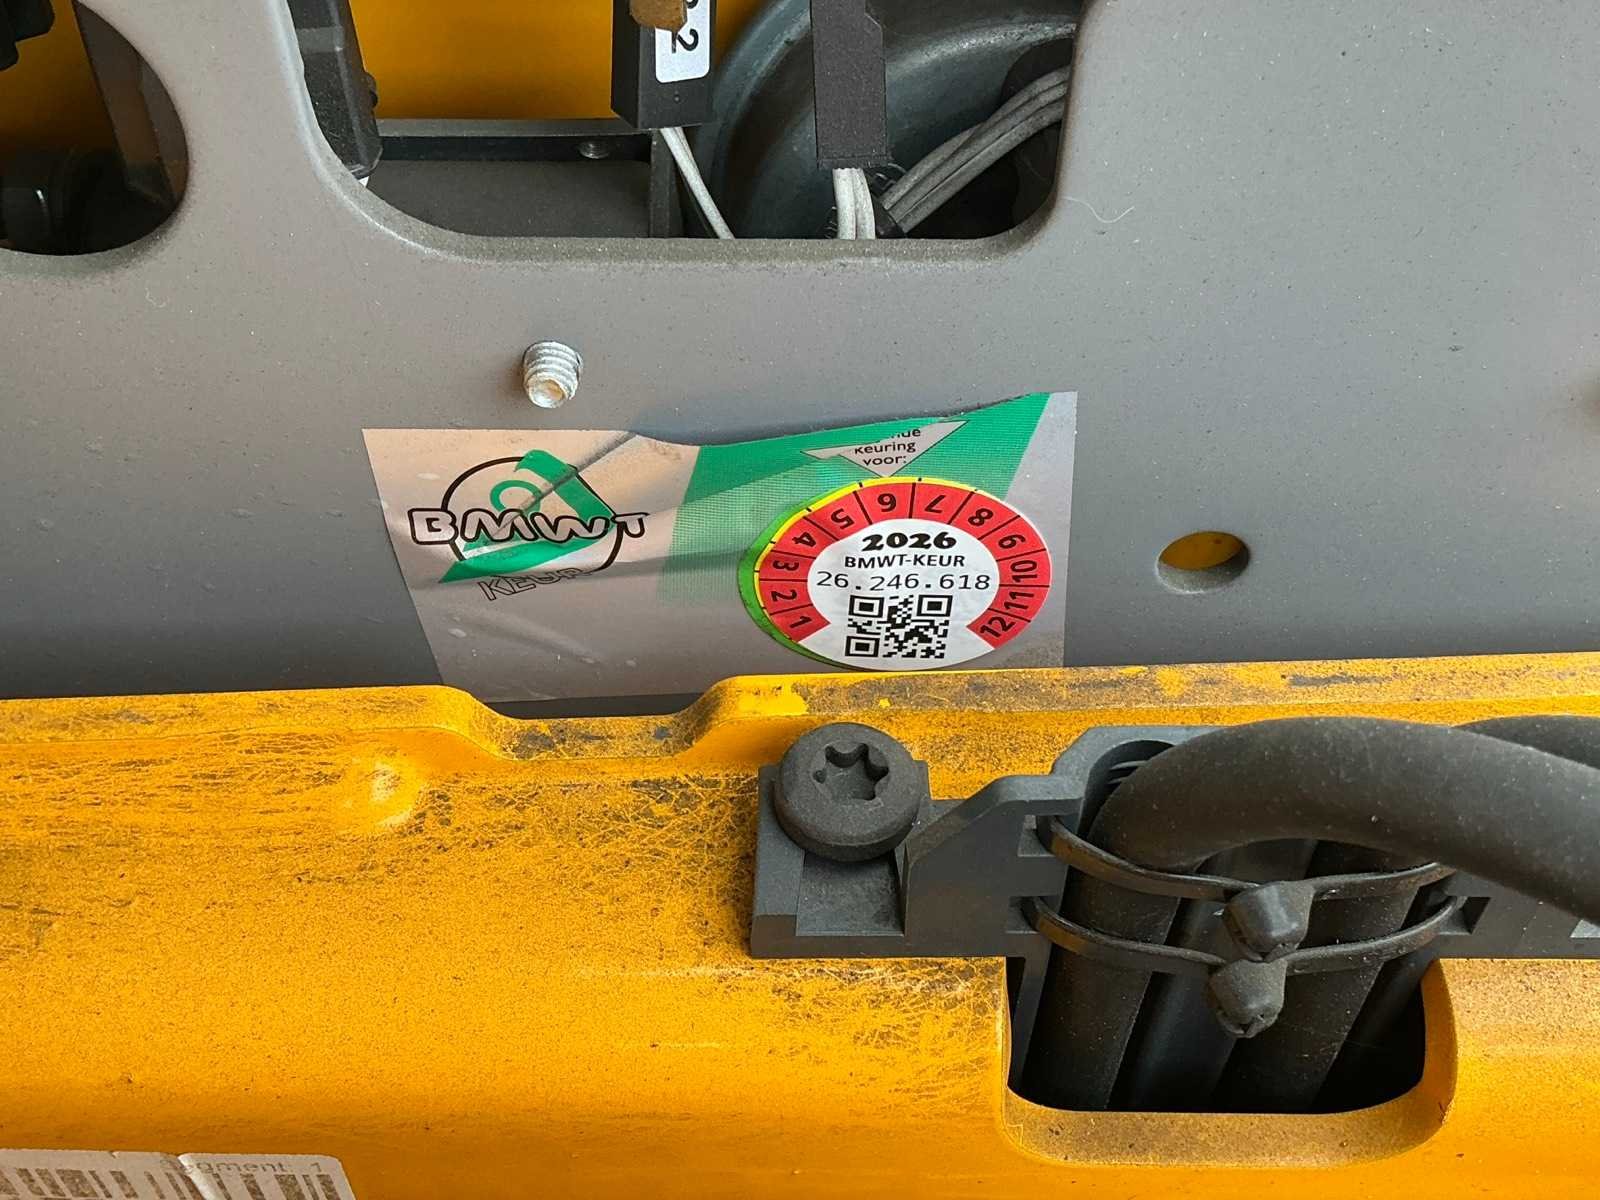 2
BMWT
KEUR
keuring
voor:
1 2 3 4 5 6 7 8 9 10 11 12
2026
BMWT-KEUR
26.246.618
Segment 1